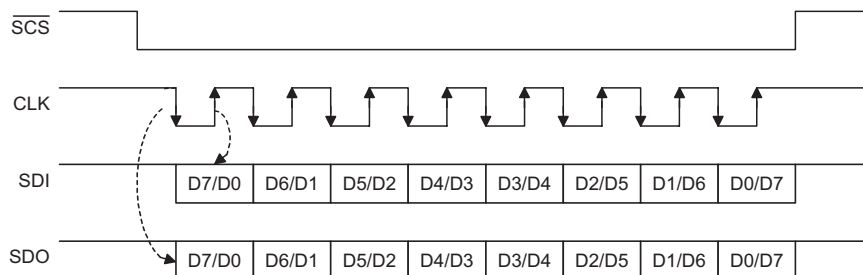 SCS
CLK
SDI D7/D0 D6/D1 D5/D2 D4/D3 D3/D4 D2/D5 D1/D6 D0/D7
SDO D7/D0 D6/D1 D5/D2 D4/D3 D3/D4 D2/D5 D1/D6 D0/D7